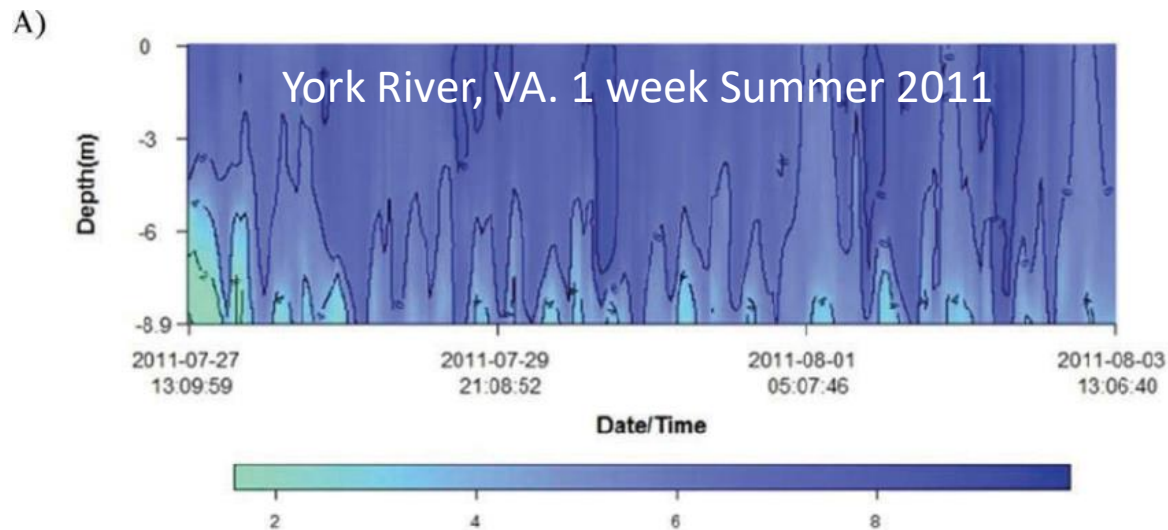 A)
York River, VA. 1 week Summer 2011
0
-3
-6
-8.9
Depth(m)
2011-07-27 2011-07-29 2011-08-01 2011-08-03
13:09:59 21:08:52 05:07:46 13:06:40
Date/Time
2 4 6 8